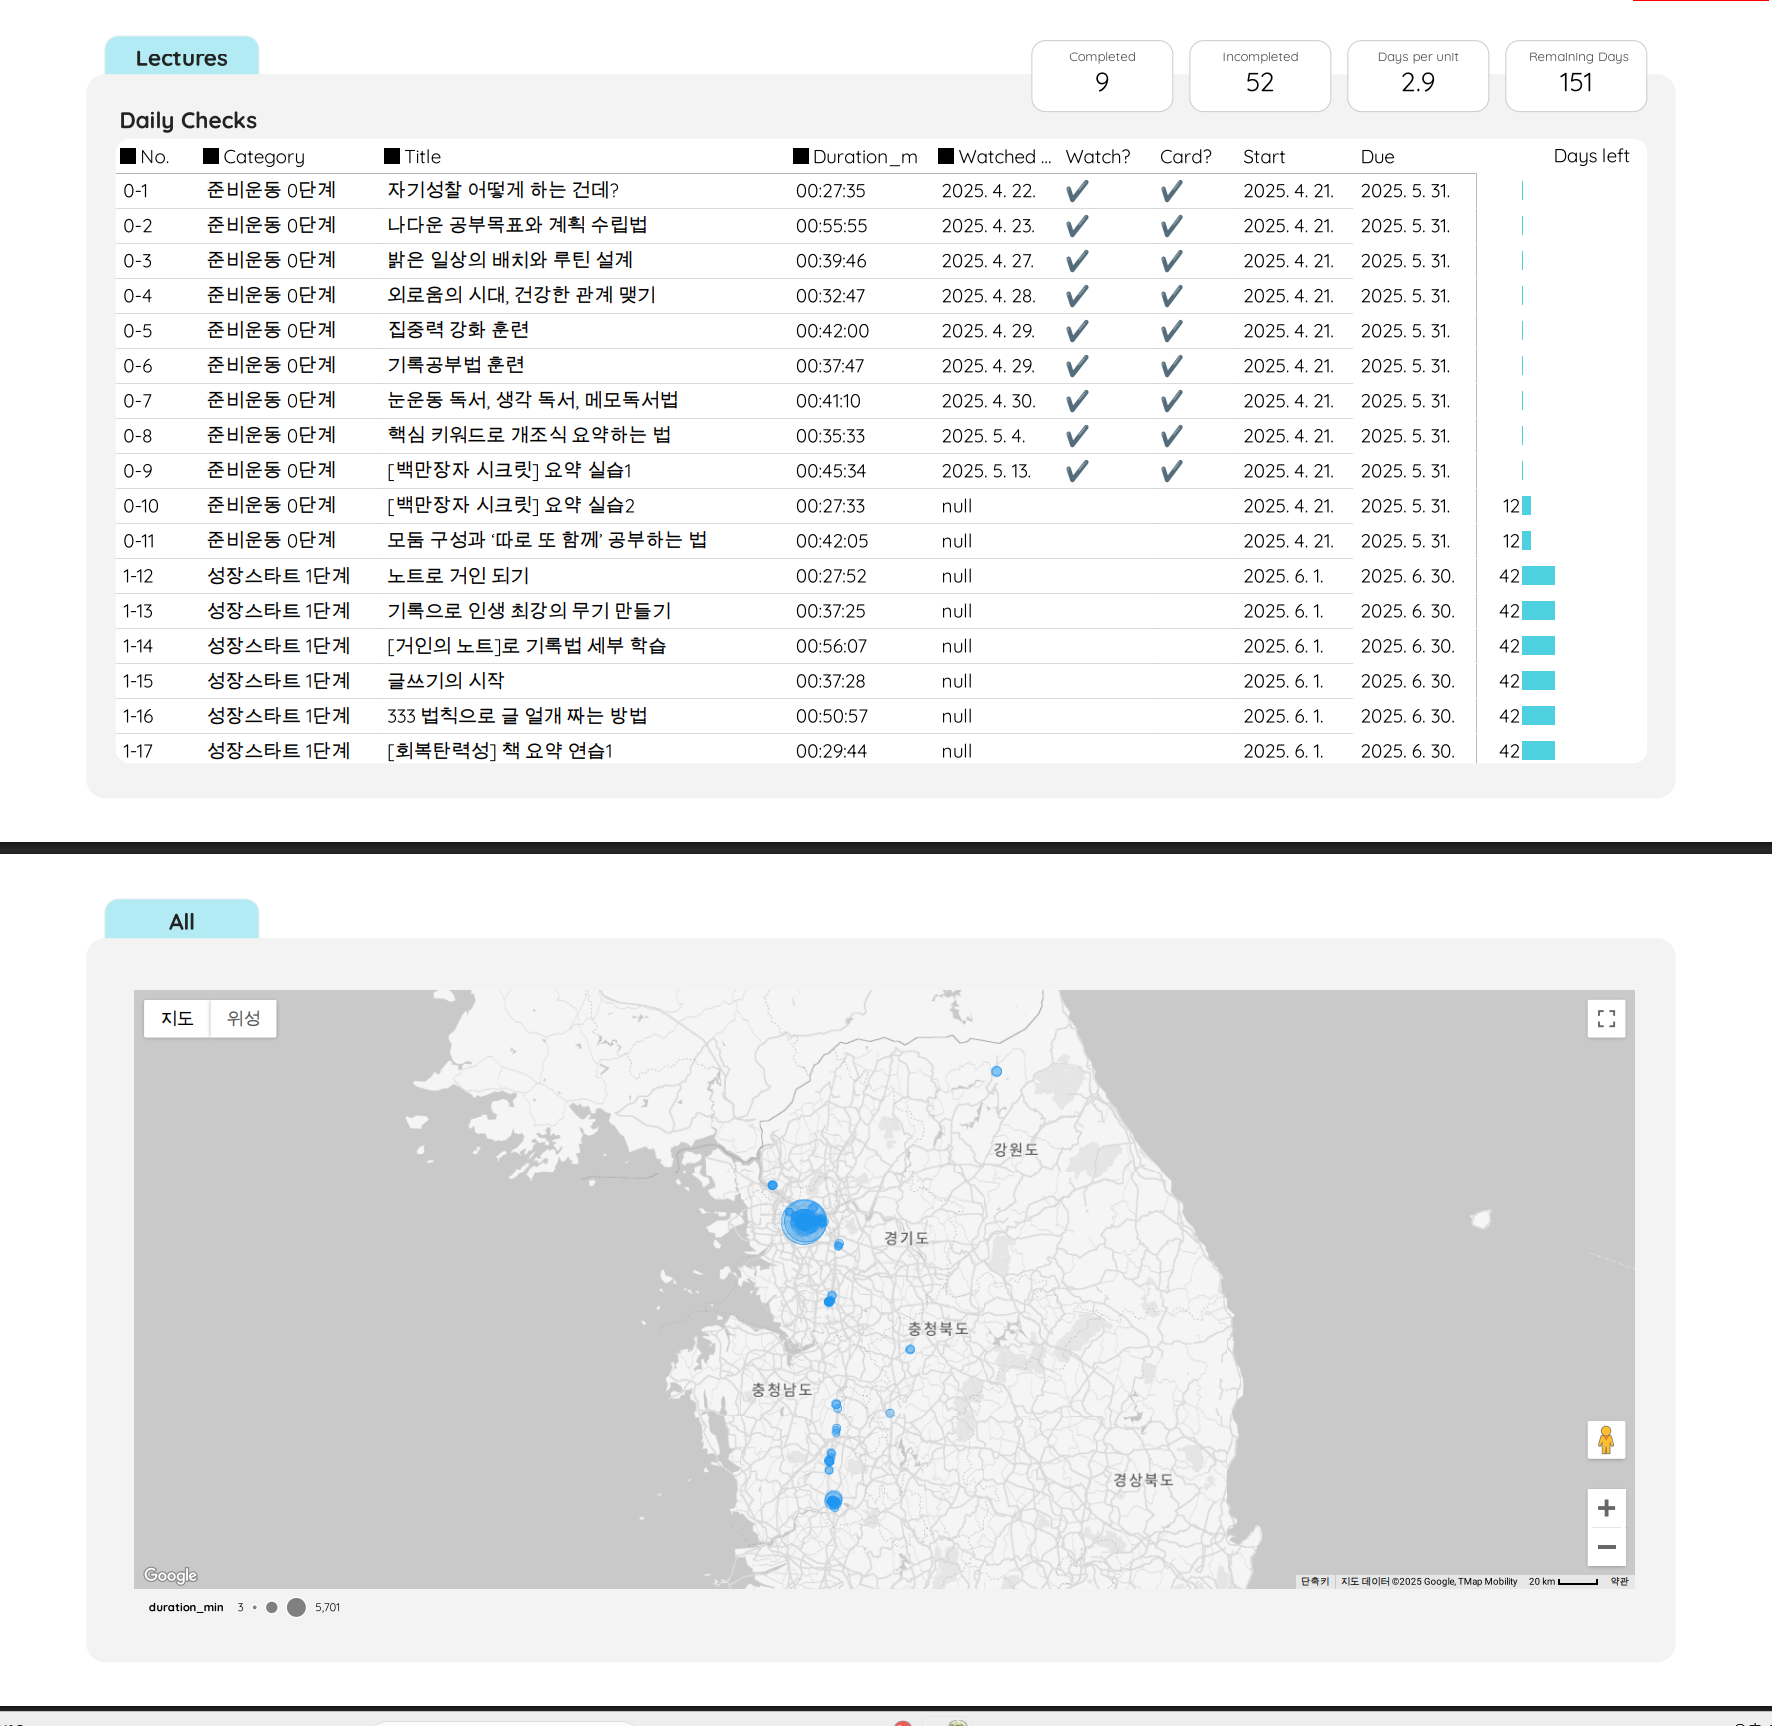 Lectures
Completed
9
Incompleted
52
Days per unit
2.9
Remaining Days
151
Daily Checks
No. Category Title Duration_m Watched ... Watch? Card? Start Due Days left
0-1 준비운동 0단계 자기성찰 어떻게 하는 건데? 00:27:35 2025. 4. 22. ✔ ✔ 2025. 4. 21. 2025. 5. 31.
0-2 준비운동 0단계 나다운 공부목표와 계획 수립법 00:55:55 2025. 4. 23. ✔ ✔ 2025. 4. 21. 2025. 5. 31.
0-3 준비운동 0단계 밝은 일상의 배치와 루틴 설계 00:39:46 2025. 4. 27. ✔ ✔ 2025. 4. 21. 2025. 5. 31.
0-4 준비운동 0단계 외로움의 시대, 건강한 관계 맺기 00:32:47 2025. 4. 28. ✔ ✔ 2025. 4. 21. 2025. 5. 31.
0-5 준비운동 0단계 집중력 강화 훈련 00:42:00 2025. 4. 29. ✔ ✔ 2025. 4. 21. 2025. 5. 31.
0-6 준비운동 0단계 기록공부법 훈련 00:37:47 2025. 4. 29. ✔ ✔ 2025. 4. 21. 2025. 5. 31.
0-7 준비운동 0단계 눈운동 독서, 생각 독서, 메모독서법 00:41:10 2025. 4. 30. ✔ ✔ 2025. 4. 21. 2025. 5. 31.
0-8 준비운동 0단계 핵심 키워드로 개조식 요약하는 법 00:35:33 2025. 5. 4. ✔ ✔ 2025. 4. 21. 2025. 5. 31.
0-9 준비운동 0단계 [백만장자 시크릿] 요약 실습1 00:45:34 2025. 5. 13. ✔ ✔ 2025. 4. 21. 2025. 5. 31.
0-10 준비운동 0단계 [백만장자 시크릿] 요약 실습2 00:27:33 null 2025. 4. 21. 2025. 5. 31. 12
0-11 준비운동 0단계 모둠 구성과 ‘따로 또 함께’ 공부하는 법 00:42:05 null 2025. 4. 21. 2025. 5. 31. 12
1-12 성장스타트 1단계 노트로 거인 되기 00:27:52 null 2025. 6. 1. 2025. 6. 30. 42
1-13 성장스타트 1단계 기록으로 인생 최강의 무기 만들기 00:37:25 null 2025. 6. 1. 2025. 6. 30. 42
1-14 성장스타트 1단계 [거인의 노트]로 기록법 세부 학습 00:56:07 null 2025. 6. 1. 2025. 6. 30. 42
1-15 성장스타트 1단계 글쓰기의 시작 00:37:28 null 2025. 6. 1. 2025. 6. 30. 42
1-16 성장스타트 1단계 333 법칙으로 글 얼개 짜는 방법 00:50:57 null 2025. 6. 1. 2025. 6. 30. 42
1-17 성장스타트 1단계 [회복탄력성] 책 요약 연습1 00:29:44 null 2025. 6. 1. 2025. 6. 30. 42
All
지도 위성
강원도
경기도
충청북도
충청남도
경상북도
Google
단축키 지도 데이터 ©2025 Google, TMap Mobility 20 km 약관
duration_min 3 5,701